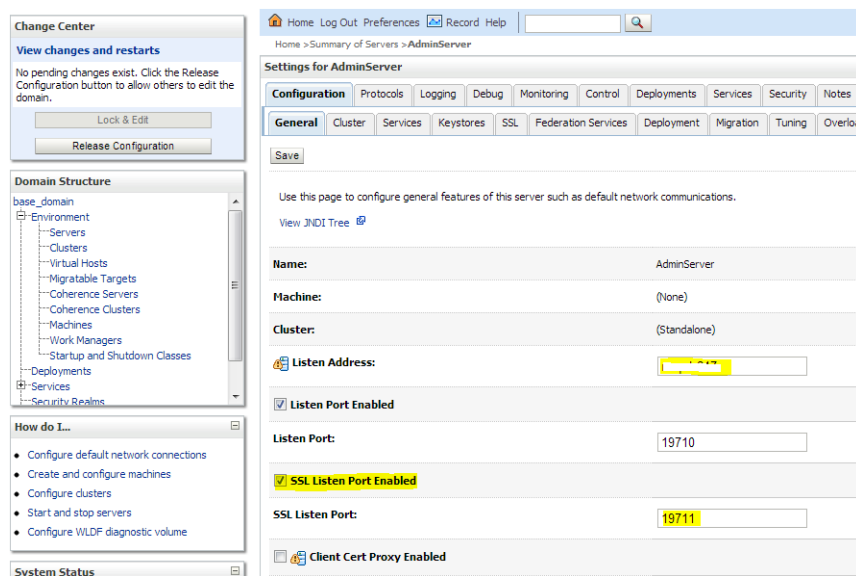 Change Center
View changes and restarts
No pending changes exist. Click the Release
Configuration button to allow others to edit the
domain.
Lock & Edit
Release Configuration
Domain Structure
base_domain
Environment
Servers
Clusters
Virtual Hosts
Migratable Targets
Coherence Servers
Coherence Clusters
Machines
Work Managers
Startup and Shutdown Classes
Deployments
Services
Security Realms
How do I...
Configure default network connections
Create and configure machines
Configure clusters
Start and stop servers
Configure WLDF diagnostic volume
System Status
Home Log Out Preferences Record Help
Home >Summary of Servers >AdminServer
Settings for AdminServer
Configuration Protocols Logging Debug Monitoring Control Deployments Services Security Notes
General Cluster Services Keystores SSL Federation Services Deployment Migration Tuning
Save
Use this page to configure general features of this server such as default network communications.
View JNDI Tree
Name: AdminServer
Machine: (None)
Cluster: (Standalone)
Listen Address:
Listen Port Enabled
Listen Port: 19710
SSL Listen Port Enabled
SSL Listen Port: 19711
Client Cert Proxy Enabled